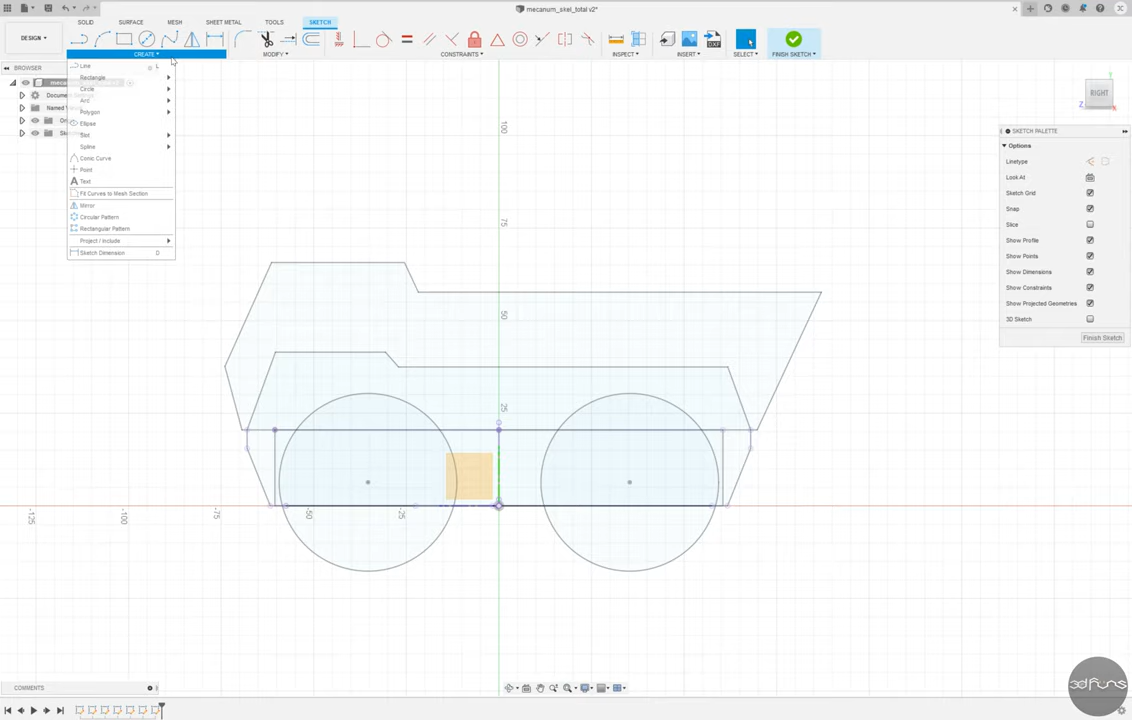 mecanum_skel_total v2*
SOLID
SURFACE
MESH
SHEET METAL
TOOLS
SKETCH
DESIGN
CREATE
MODIFY
CONSTRAINTS
INSPECT
INSERT
SELECT
FINISH SKETCH
BROWSER
Document
Named V
Line L
Rectangle
Circle
Arc
Polygon
Ellipse
Slot
Spline
Conic Curve
Point
Text
Fit Curves to Mesh Section
Mirror
Circular Pattern
Rectangular Pattern
Project / Include
Sketch Dimension D
RIGHT
Z
X
Y
SKETCH PALETTE
Options
Linetype
Look At
Sketch Grid
Snap
Slice
Show Profile
Show Points
Show Dimensions
Show Constraints
Show Projected Geometries
3D Sketch
Finish Sketch
100
75
50
25
-125
-100
-75
-50
-25
COMMENTS
3dfuns